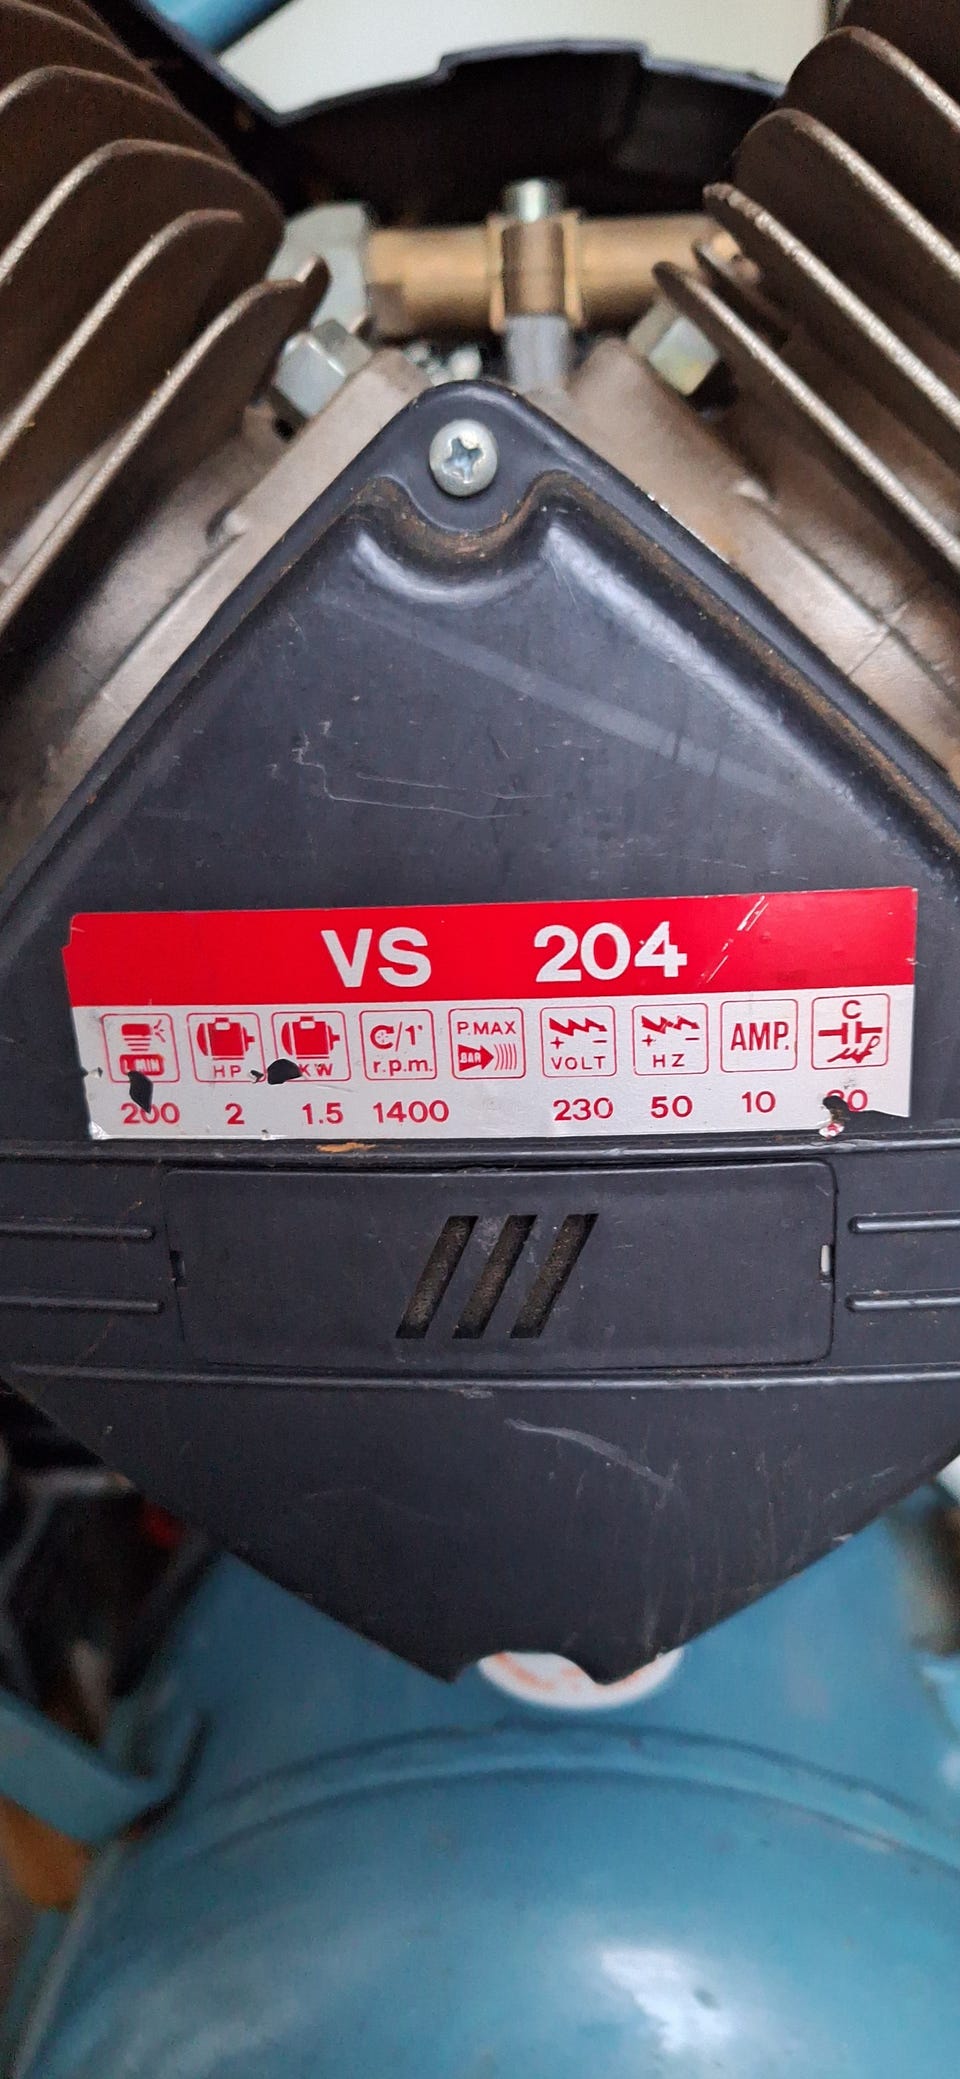 VS 204
L/MIN HP KW C/1' r.p.m. P.MAX BAR + - VOLT + - HZ AMP. C µf
200 2 1.5 1400 230 50 10